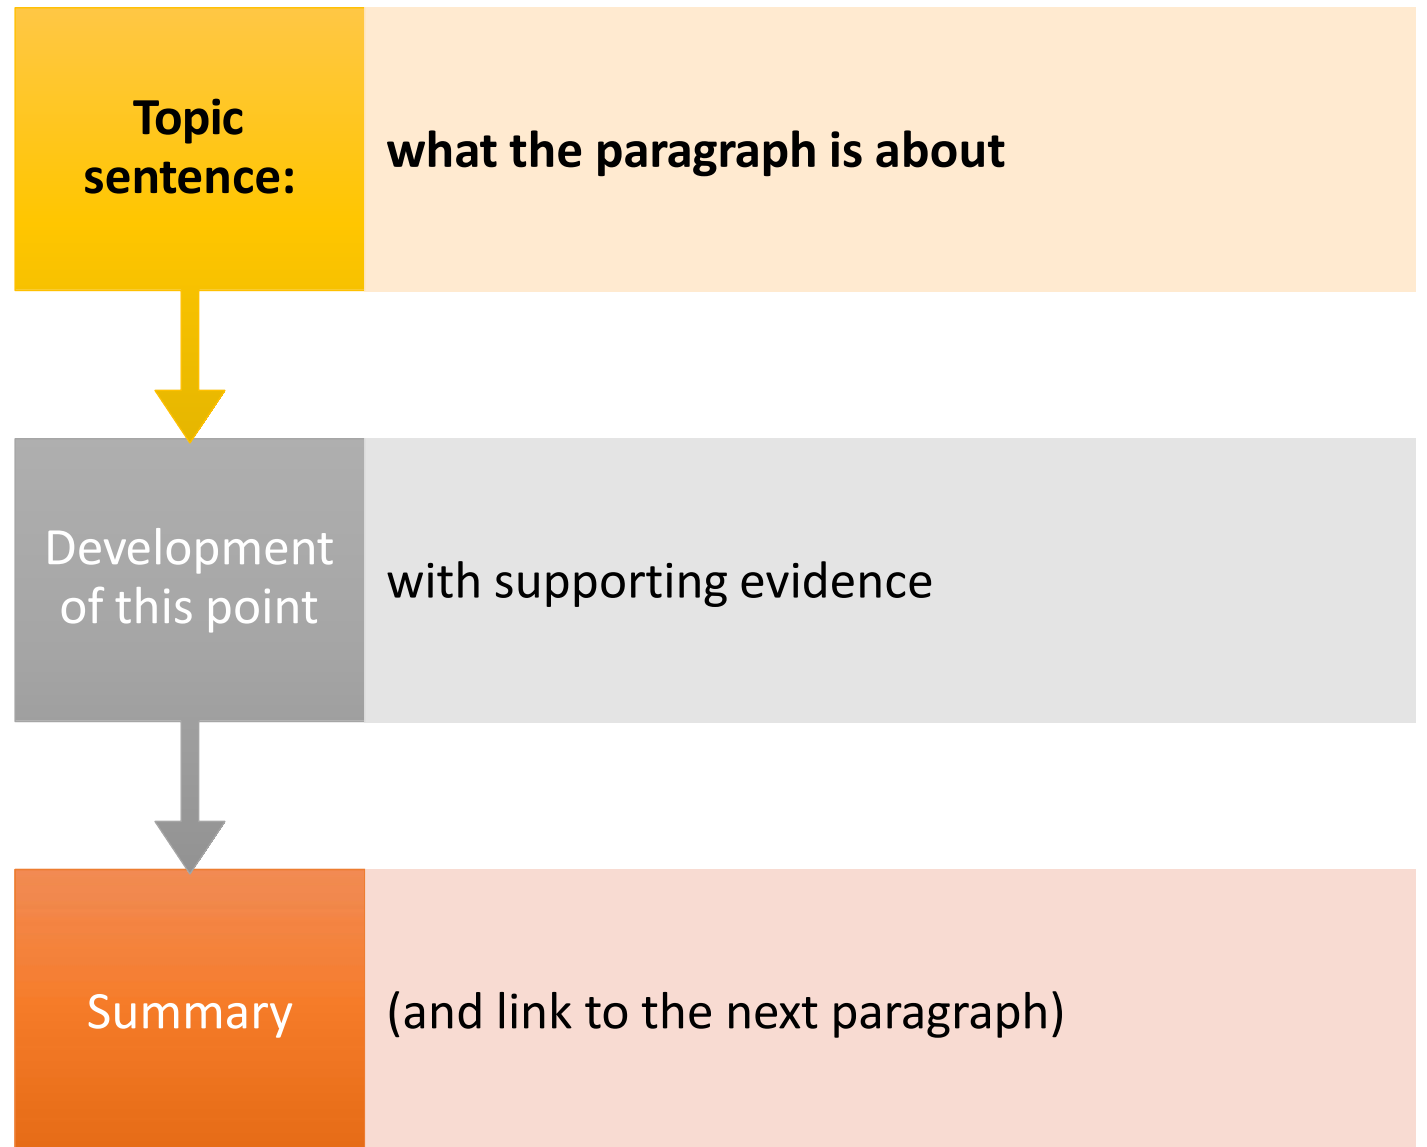 Topic
sentence:
what the paragraph is about
Development
of this point
with supporting evidence
Summary
(and link to the next paragraph)